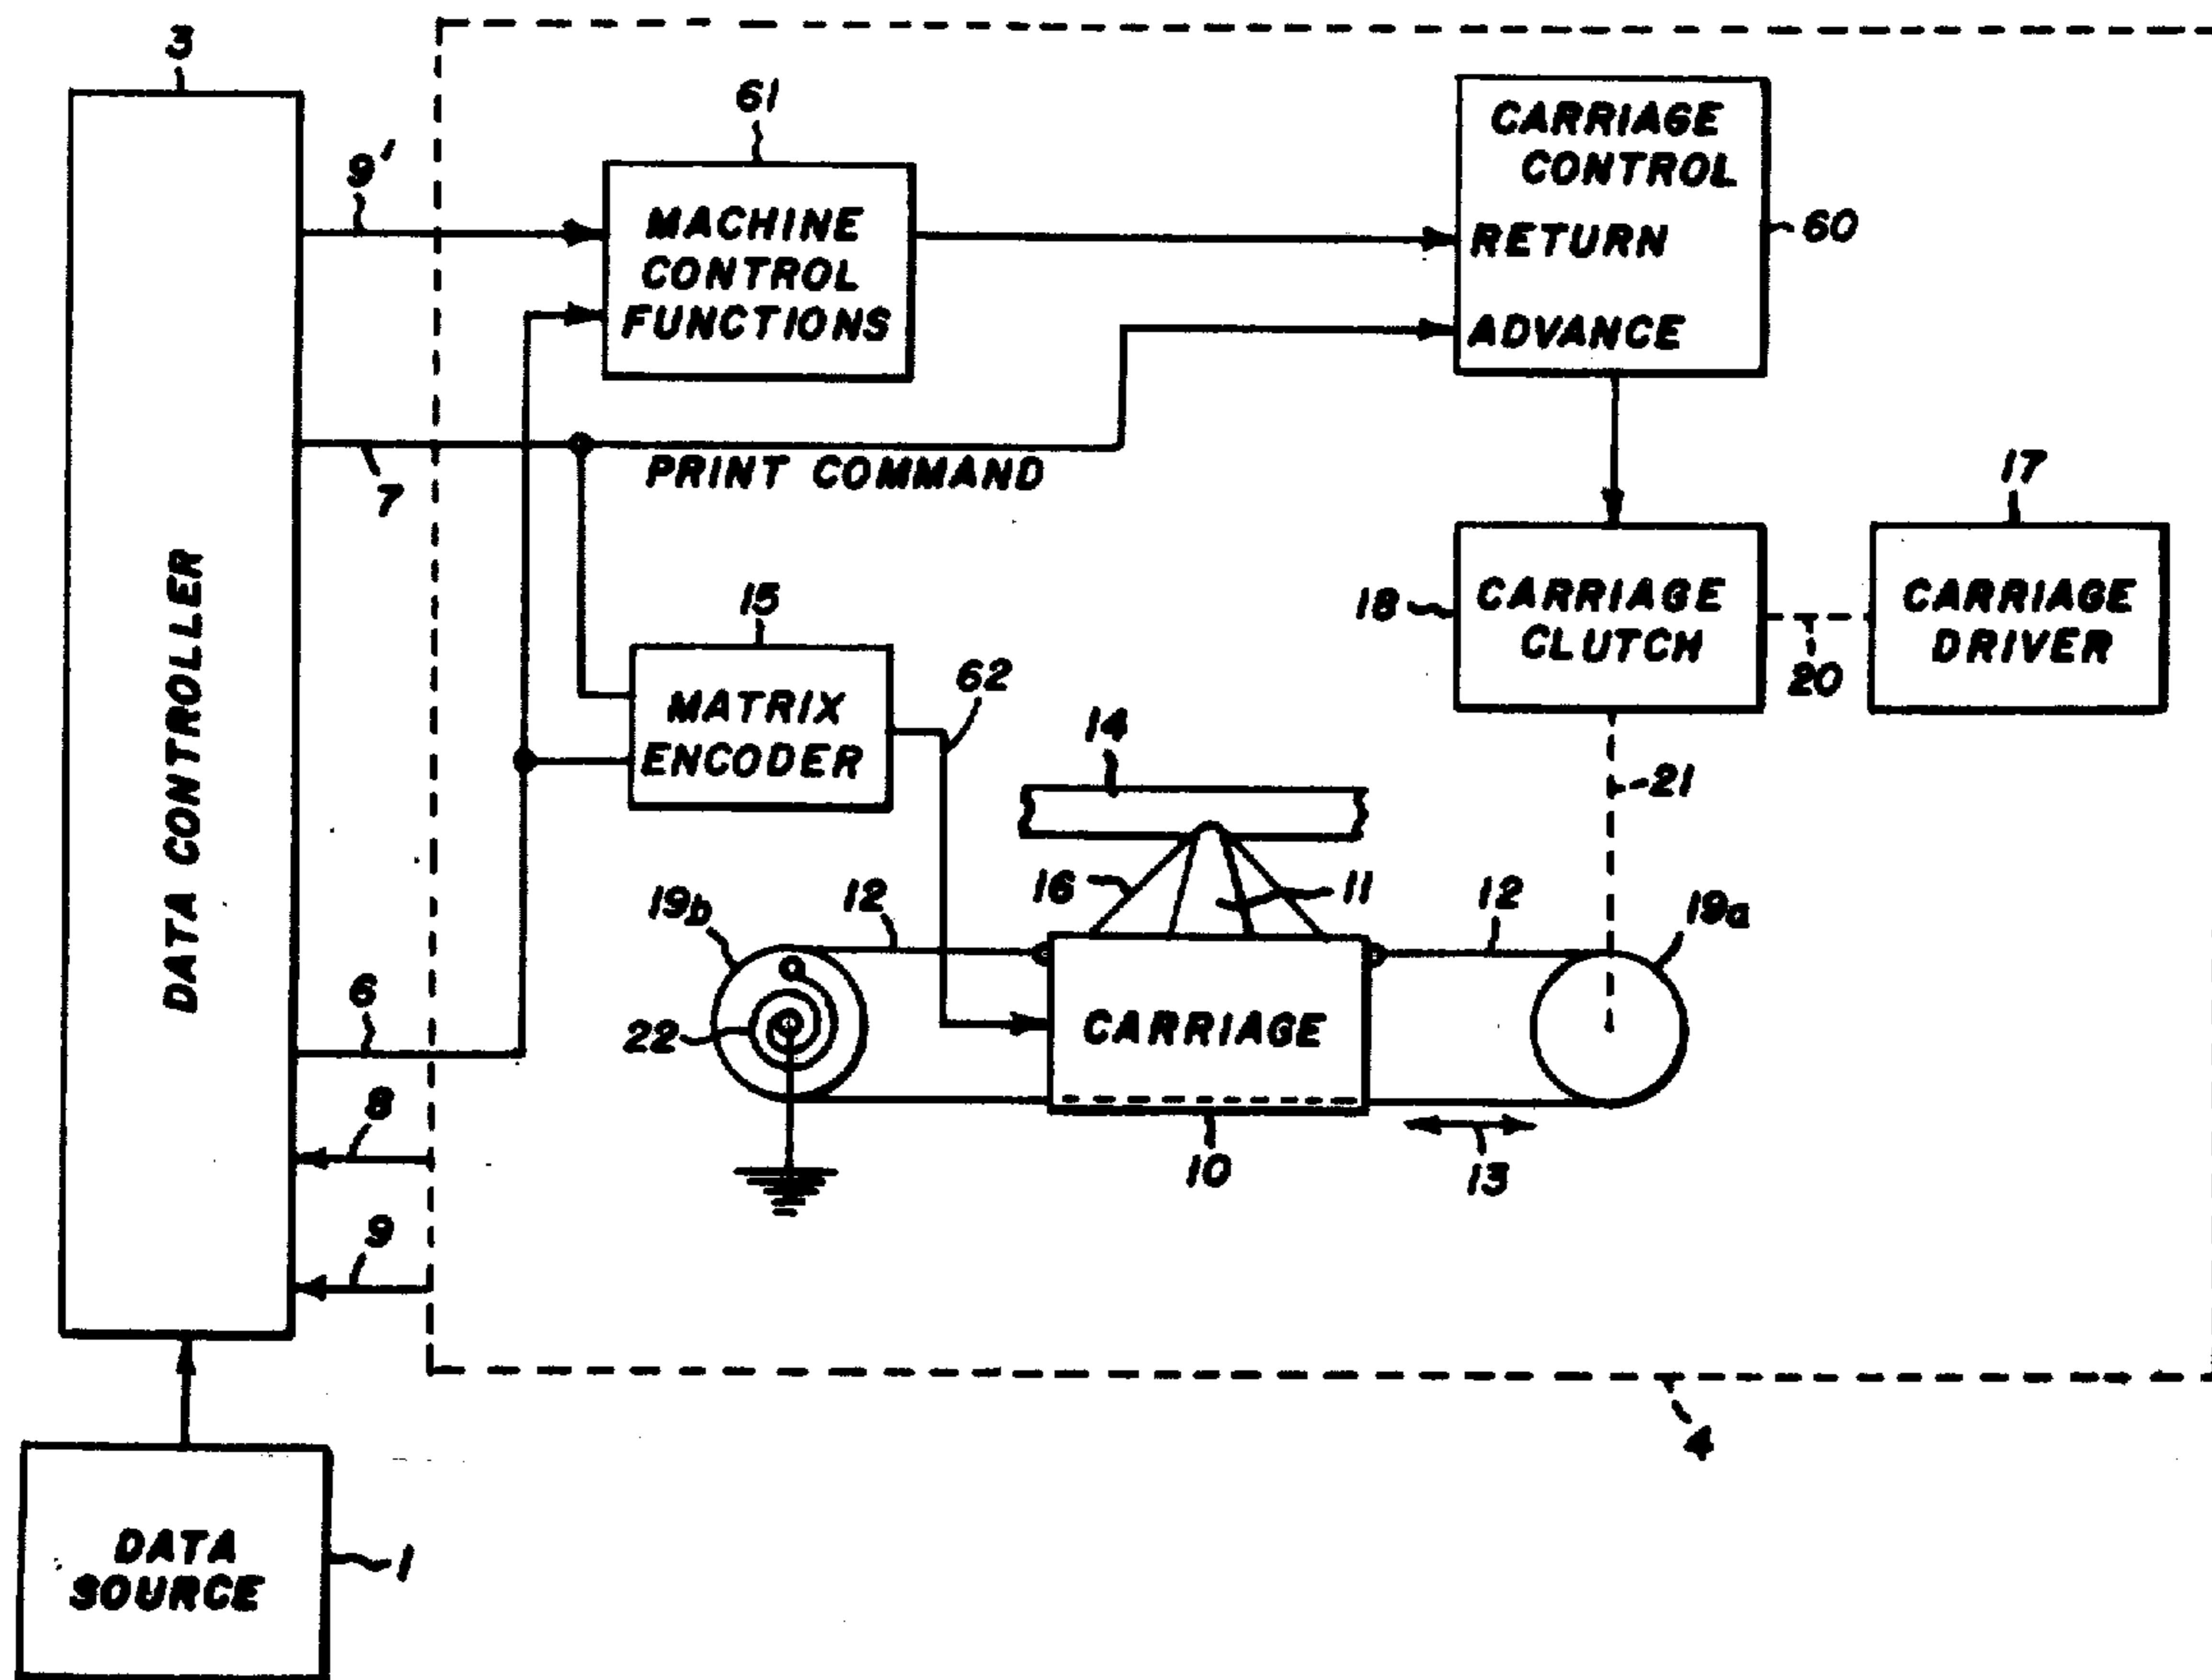 3
61
CARRIAGE
CONTROL
9'
MACHINE
CONTROL
FUNCTIONS
RETURN
60
ADVANCE
PRINT COMMAND
7
17
15
18
CARRIAGE
CLUTCH
CARRIAGE
DRIVER
20
DATA CONTROLLER
MATRIX
ENCODER
62
14
21
16
11
19b
12
12
19a
6
22
CARRIAGE
8
10
13
9
4
DATA
SOURCE
1